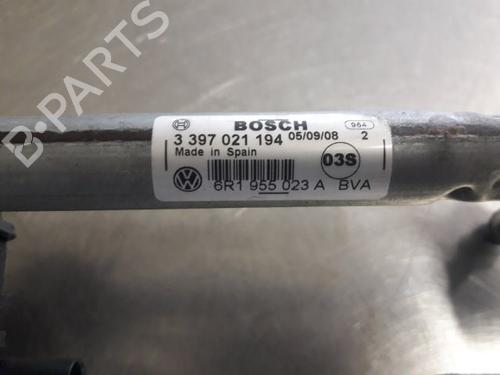 BOSCH
964
3 397 021 194 05/09/08 2
Made in Spain
03S
6R1 955 023 A BVA
B-PARTS